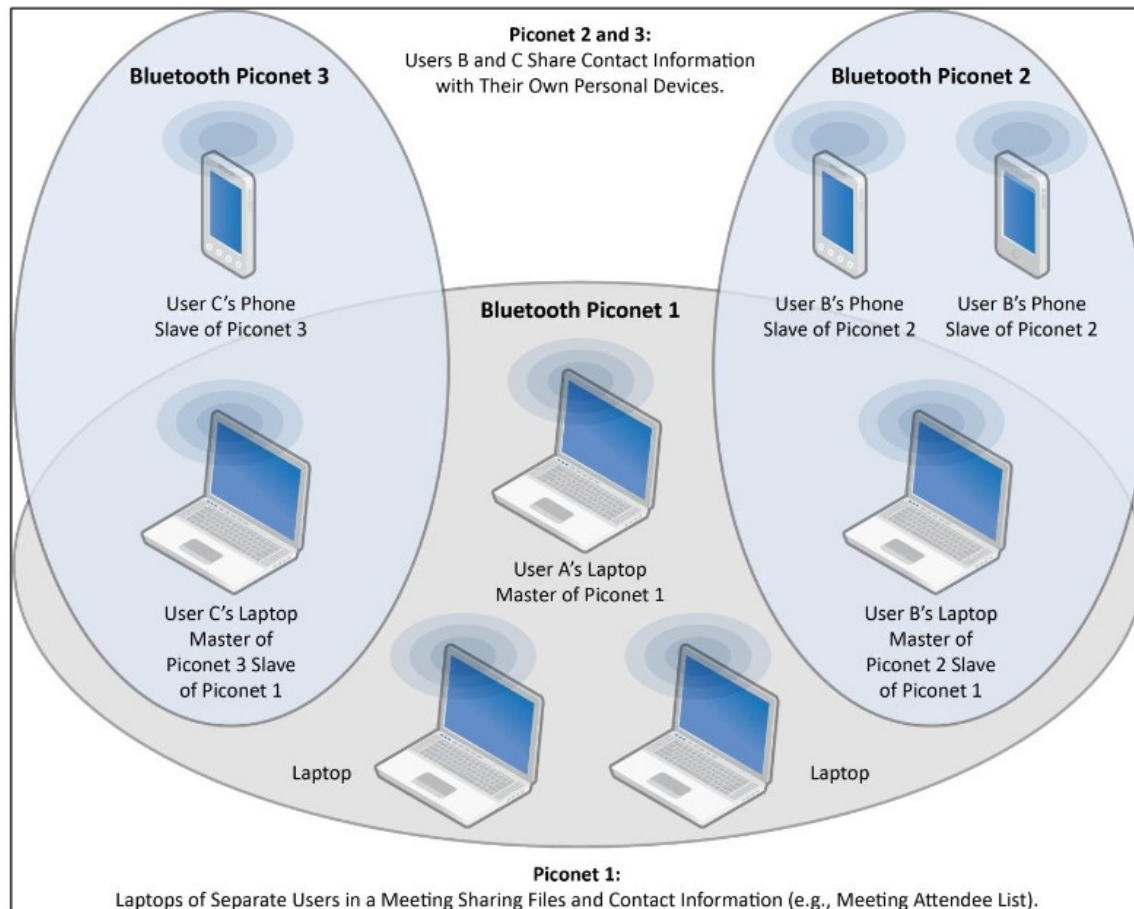 Piconet 2 and 3:
Users B and C Share Contact Information
with Their Own Personal Devices.
Bluetooth Piconet 3
Bluetooth Piconet 2
User C's Phone
Slave of Piconet 3
User B's Phone
Slave of Piconet 2
User B's Phone
Slave of Piconet 2
Bluetooth Piconet 1
User A's Laptop
Master of Piconet 1
User C's Laptop
Master of
Piconet 3 Slave
of Piconet 1
User B's Laptop
Master of
Piconet 2 Slave
of Piconet 1
Laptop
Laptop
Piconet 1:
Laptops of Separate Users in a Meeting Sharing Files and Contact Information (e.g., Meeting Attendee List).